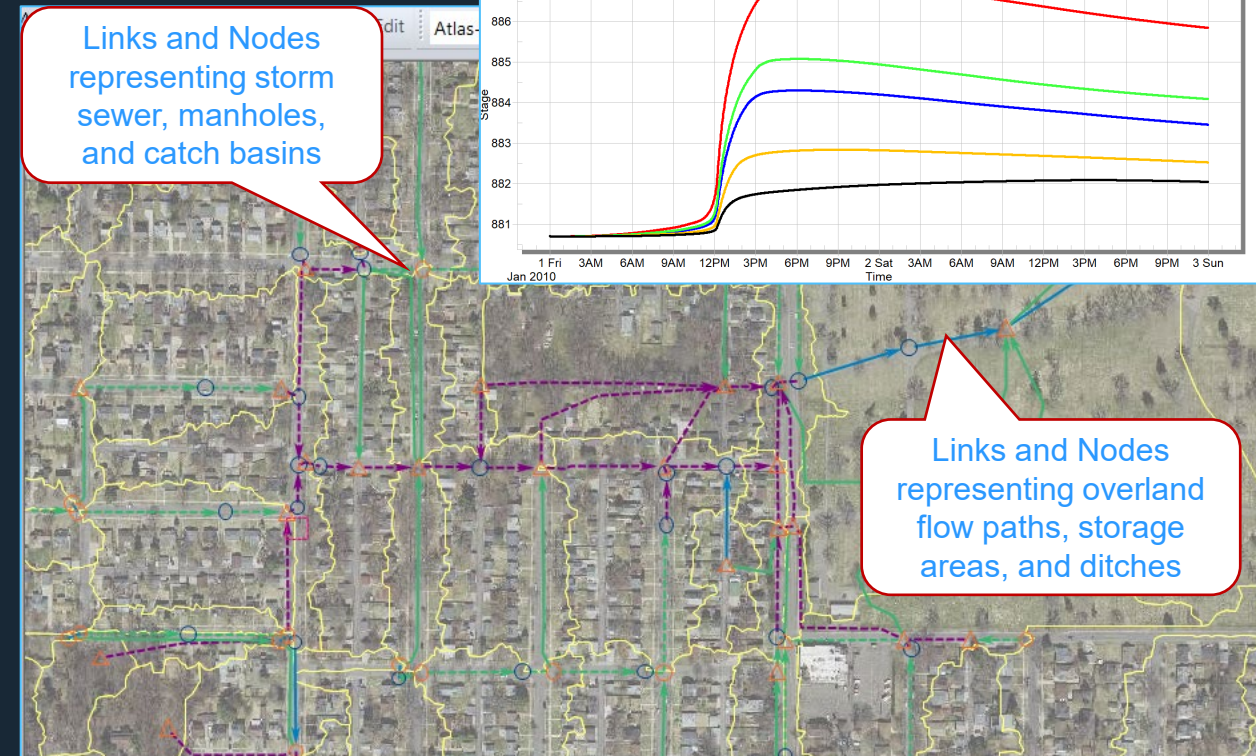 Links and Nodes
representing storm
sewer, manholes,
and catch basins
Atlas-
886
885
884
883
882
881
Stage
1 Fri 3AM 6AM 9AM 12PM 3PM 6PM 9PM 2 Sat 3AM 6AM 9AM 12PM 3PM 6PM 9PM 3 Sun
Jan 2010
Time
Links and Nodes
representing overland
flow paths, storage
areas, and ditches